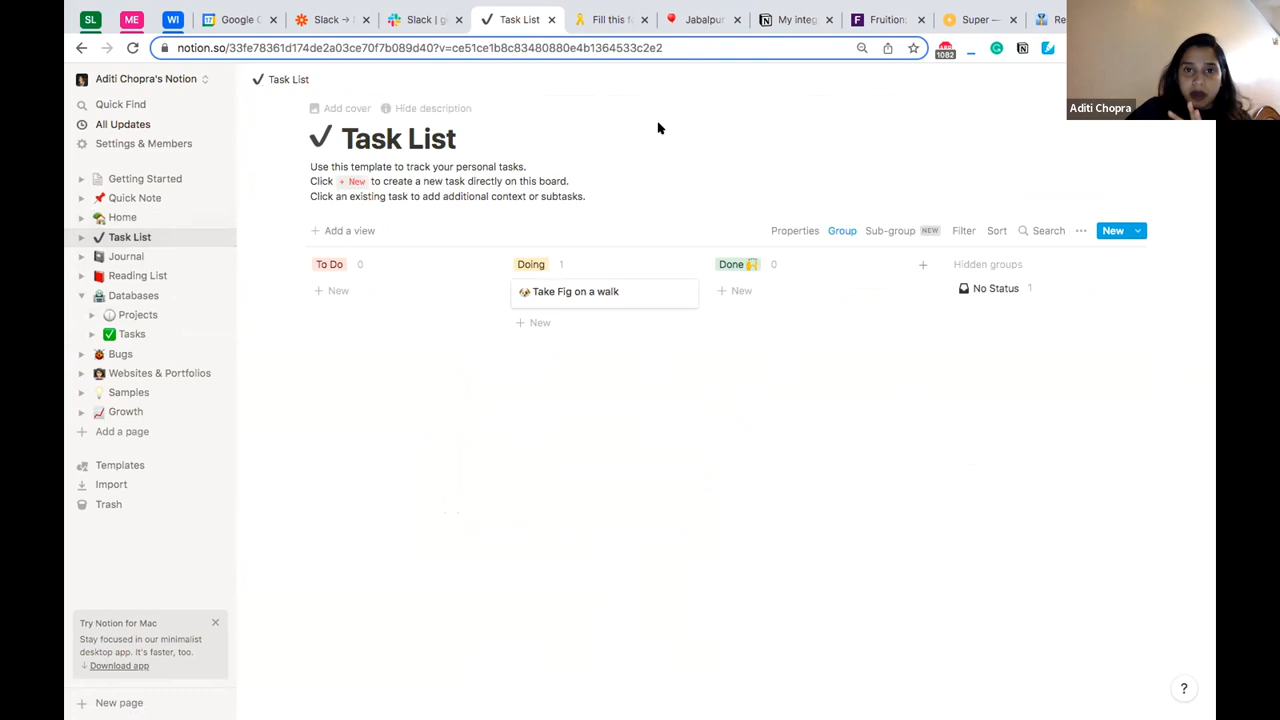 SL
ME
WI
Google C
Slack →
Slack | g
Task List
Fill this f
Jabalpur
My integ
Fruition:
Super —
Re
notion.so/33fe78361d174de2a03ce70f7b089d40?v=ce51ce1b8c83480880e4b1364533c2e2
1082
Aditi Chopra's Notion
Quick Find
All Updates
Settings & Members
Getting Started
Quick Note
Home
Task List
Journal
Reading List
Databases
Projects
Tasks
Bugs
Websites & Portfolios
Samples
Growth
Add a page
Templates
Import
Trash
Try Notion for Mac
Stay focused in our minimalist
desktop app. It's faster, too.
↓ Download app
New page
Task List
Add cover Hide description
Task List
Use this template to track your personal tasks.
Click + New to create a new task directly on this board.
Click an existing task to add additional context or subtasks.
+ Add a view
Properties Group Sub-group NEW Filter Sort Search ••• New
To Do 0
+ New
Doing 1
Take Fig on a walk
+ New
Done 0
+ New
+
Hidden groups
No Status 1
?
Aditi Chopra